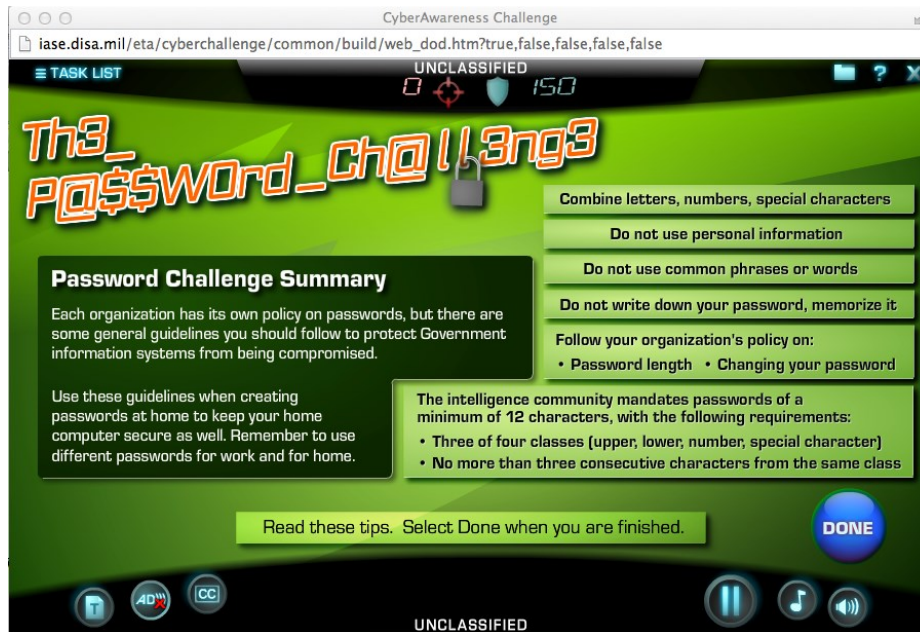 CyberAwareness Challenge
iase.disa.mil/eta/cyberchallenge/common/build/web_dod.htm?true,false,false,false,false
TASK LIST
UNCLASSIFIED
? X
0 150
Th3_
P@$$W0rd_Ch@ll3ng3
Combine letters, numbers, special characters
Do not use personal information
Do not use common phrases or words
Do not write down your password, memorize it
Follow your organization's policy on:
• Password length • Changing your password
Password Challenge Summary
Each organization has its own policy on passwords, but there are
some general guidelines you should follow to protect Government
information systems from being compromised.
Use these guidelines when creating
passwords at home to keep your home
computer secure as well. Remember to use
different passwords for work and for home.
The intelligence community mandates passwords of a
minimum of 12 characters, with the following requirements:
• Three of four classes (upper, lower, number, special character)
• No more than three consecutive characters from the same class
Read these tips. Select Done when you are finished.
DONE
T
AD
CC
UNCLASSIFIED